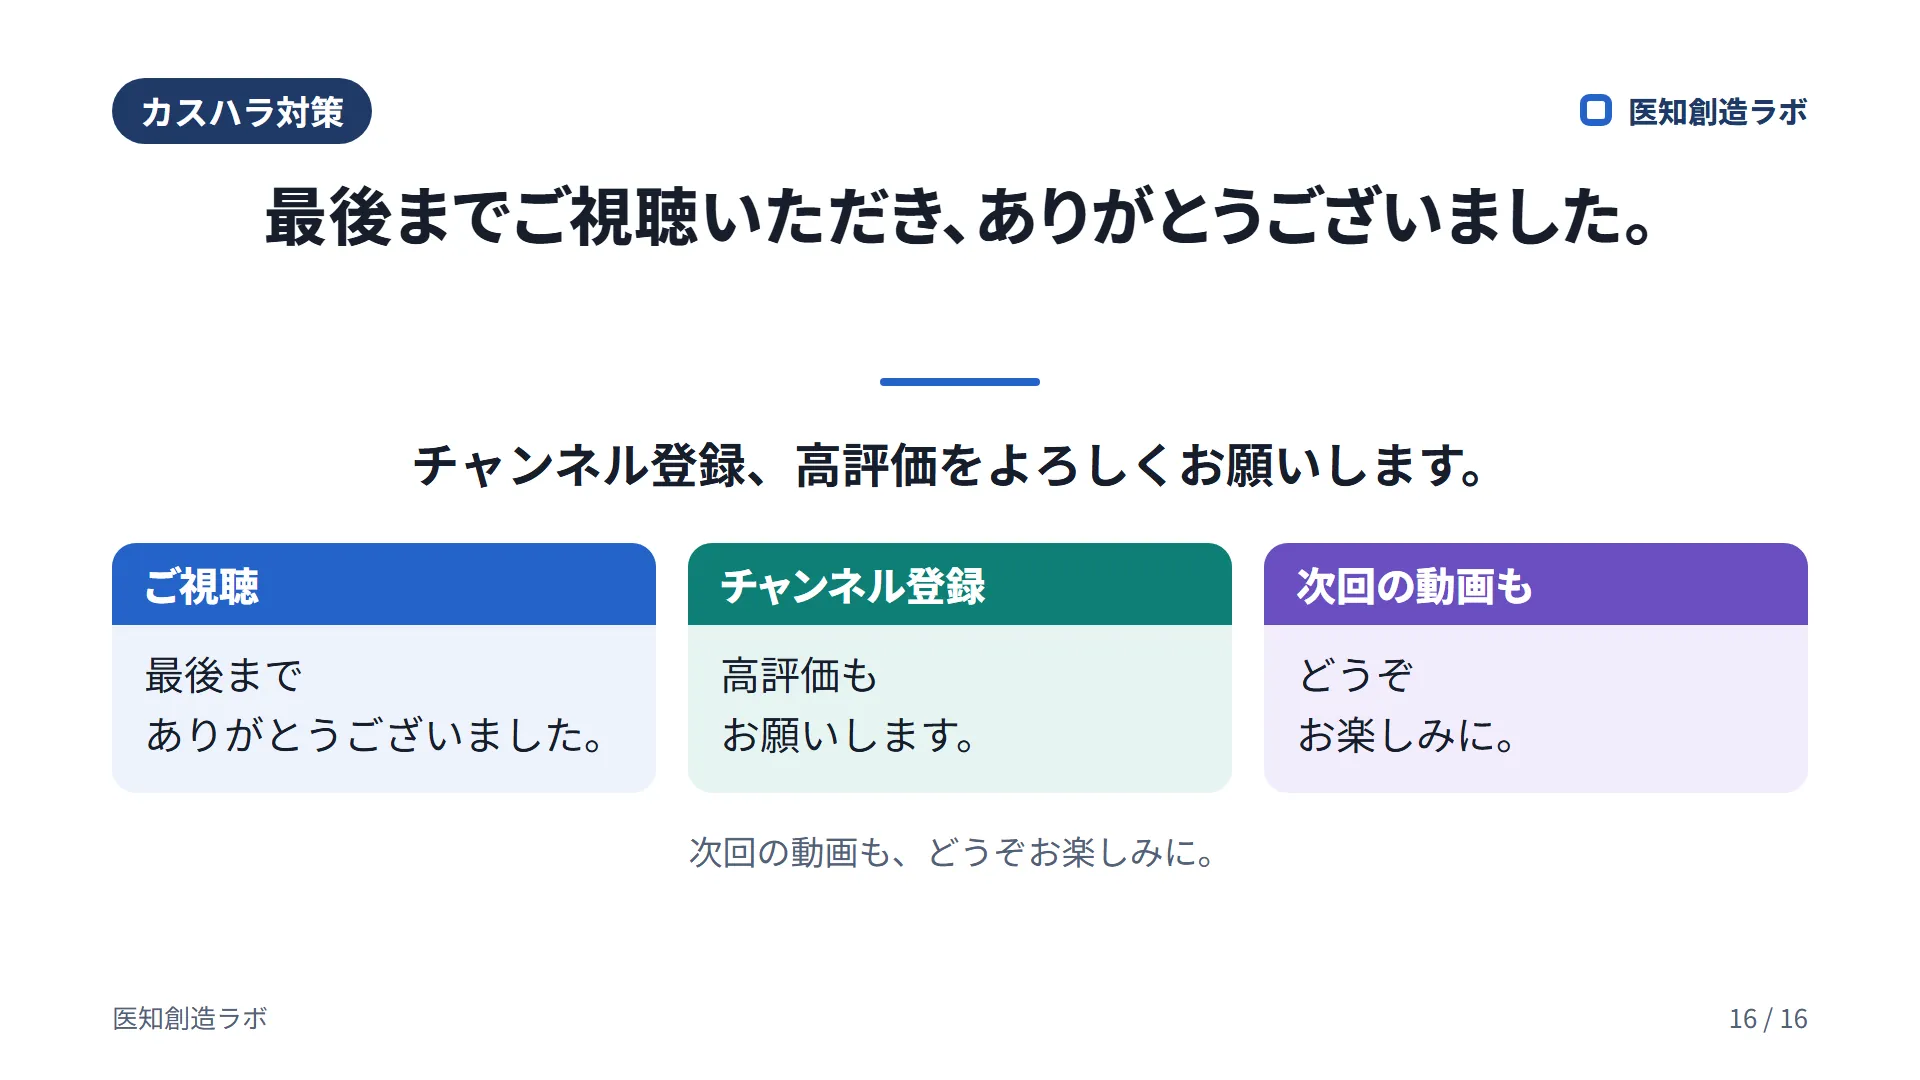 カスハラ対策
医知創造ラボ
最後までご視聴いただき、ありがとうございました。
チャンネル登録、高評価をよろしくお願いします。
ご視聴
最後まで
ありがとうございました。
チャンネル登録
高評価も
お願いします。
次回の動画も
どうぞ
お楽しみに。
次回の動画も、どうぞお楽しみに。
医知創造ラボ
16 / 16